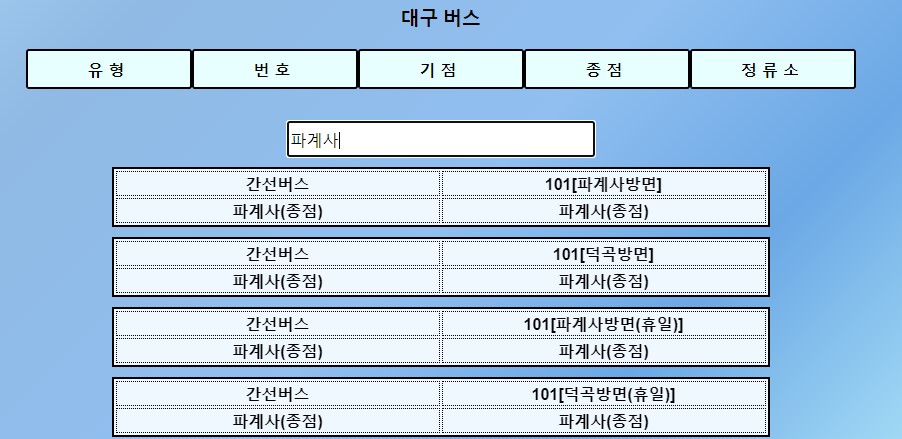 대구 버스
유 형 번 호 기 점 종 점 정 류 소
파계사
간선버스 101[파계사방면]
파계사(종점) 파계사(종점)
간선버스 101[덕곡방면]
파계사(종점) 파계사(종점)
간선버스 101[파계사방면(휴일)]
파계사(종점) 파계사(종점)
간선버스 101[덕곡방면(휴일)]
파계사(종점) 파계사(종점)